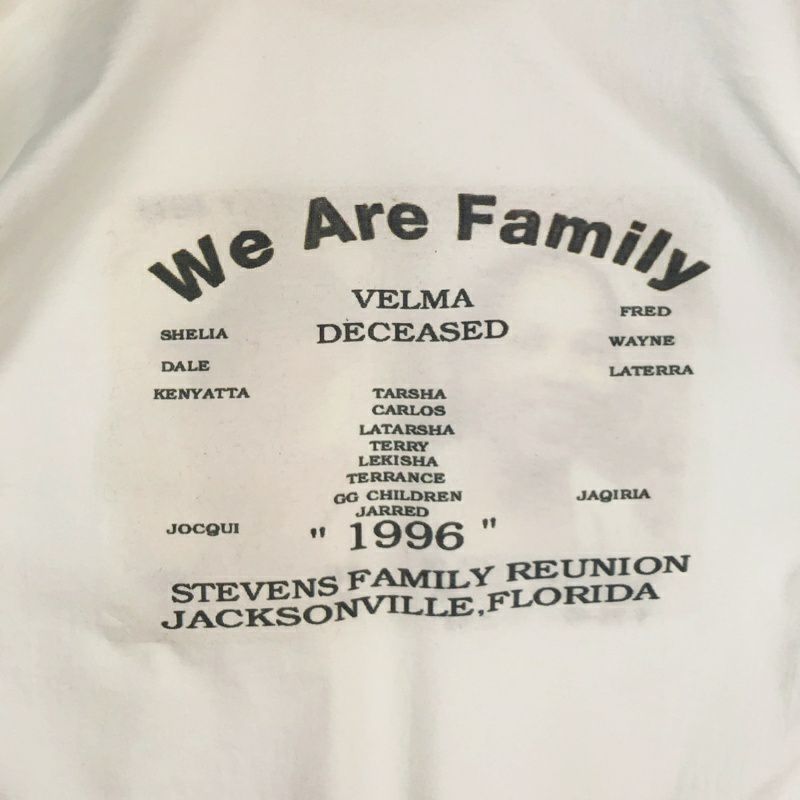 We Are Family
VELMA
DECEASED
SHELIA
DALE
KENYATTA
FRED
WAYNE
LATERRA
TARSHA
CARLOS
LATARSHA
TERRY
LEKISHA
TERRANCE
GG CHILDREN
JARRED
JAQIRIA
JOCQUI
" 1996 "
STEVENS FAMILY REUNION
JACKSONVILLE,FLORIDA